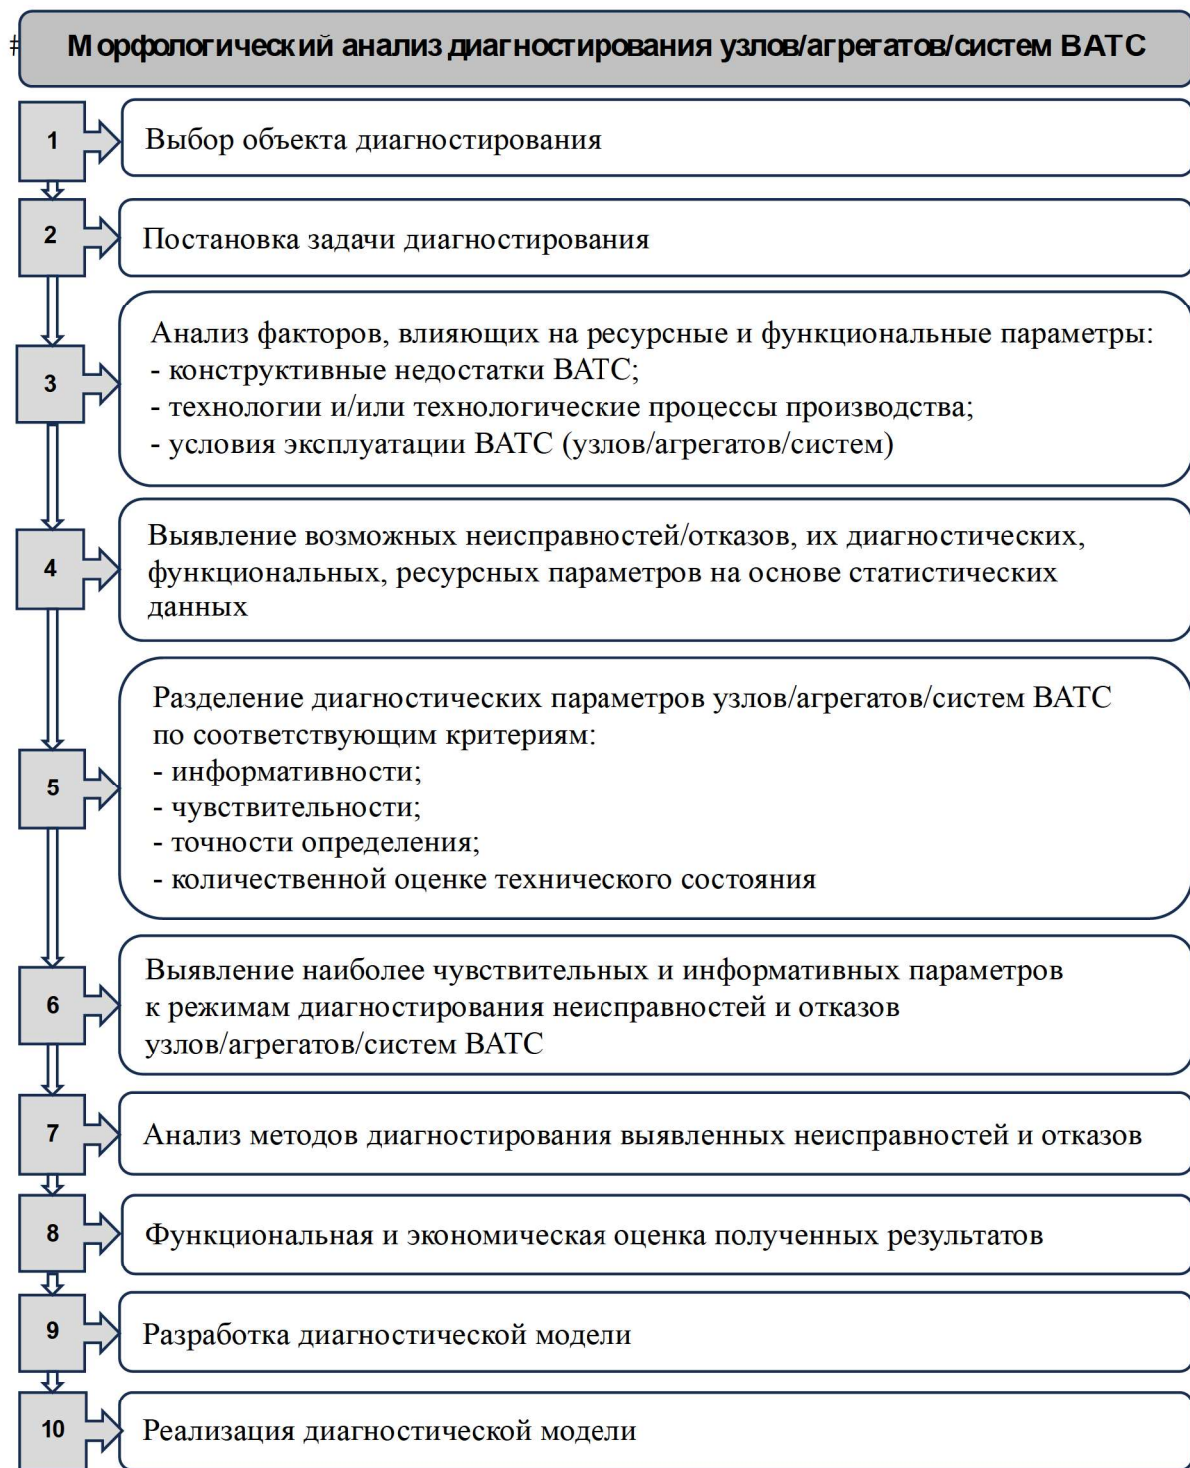 # Морфологический анализ диагностирования узлов/агрегатов/систем ВАТС
1
Выбор объекта диагностирования
2
Постановка задачи диагностирования
3
Анализ факторов, влияющих на ресурсные и функциональные параметры:
- конструктивные недостатки ВАТС;
- технологии и/или технологические процессы производства;
- условия эксплуатации ВАТС (узлов/агрегатов/систем)
4
Выявление возможных неисправностей/отказов, их диагностических,
функциональных, ресурсных параметров на основе статистических
данных
5
Разделение диагностических параметров узлов/агрегатов/систем ВАТС
по соответствующим критериям:
- информативности;
- чувствительности;
- точности определения;
- количественной оценке технического состояния
6
Выявление наиболее чувствительных и информативных параметров
к режимам диагностирования неисправностей и отказов
узлов/агрегатов/систем ВАТС
7
Анализ методов диагностирования выявленных неисправностей и отказов
8
Функциональная и экономическая оценка полученных результатов
9
Разработка диагностической модели
10
Реализация диагностической модели